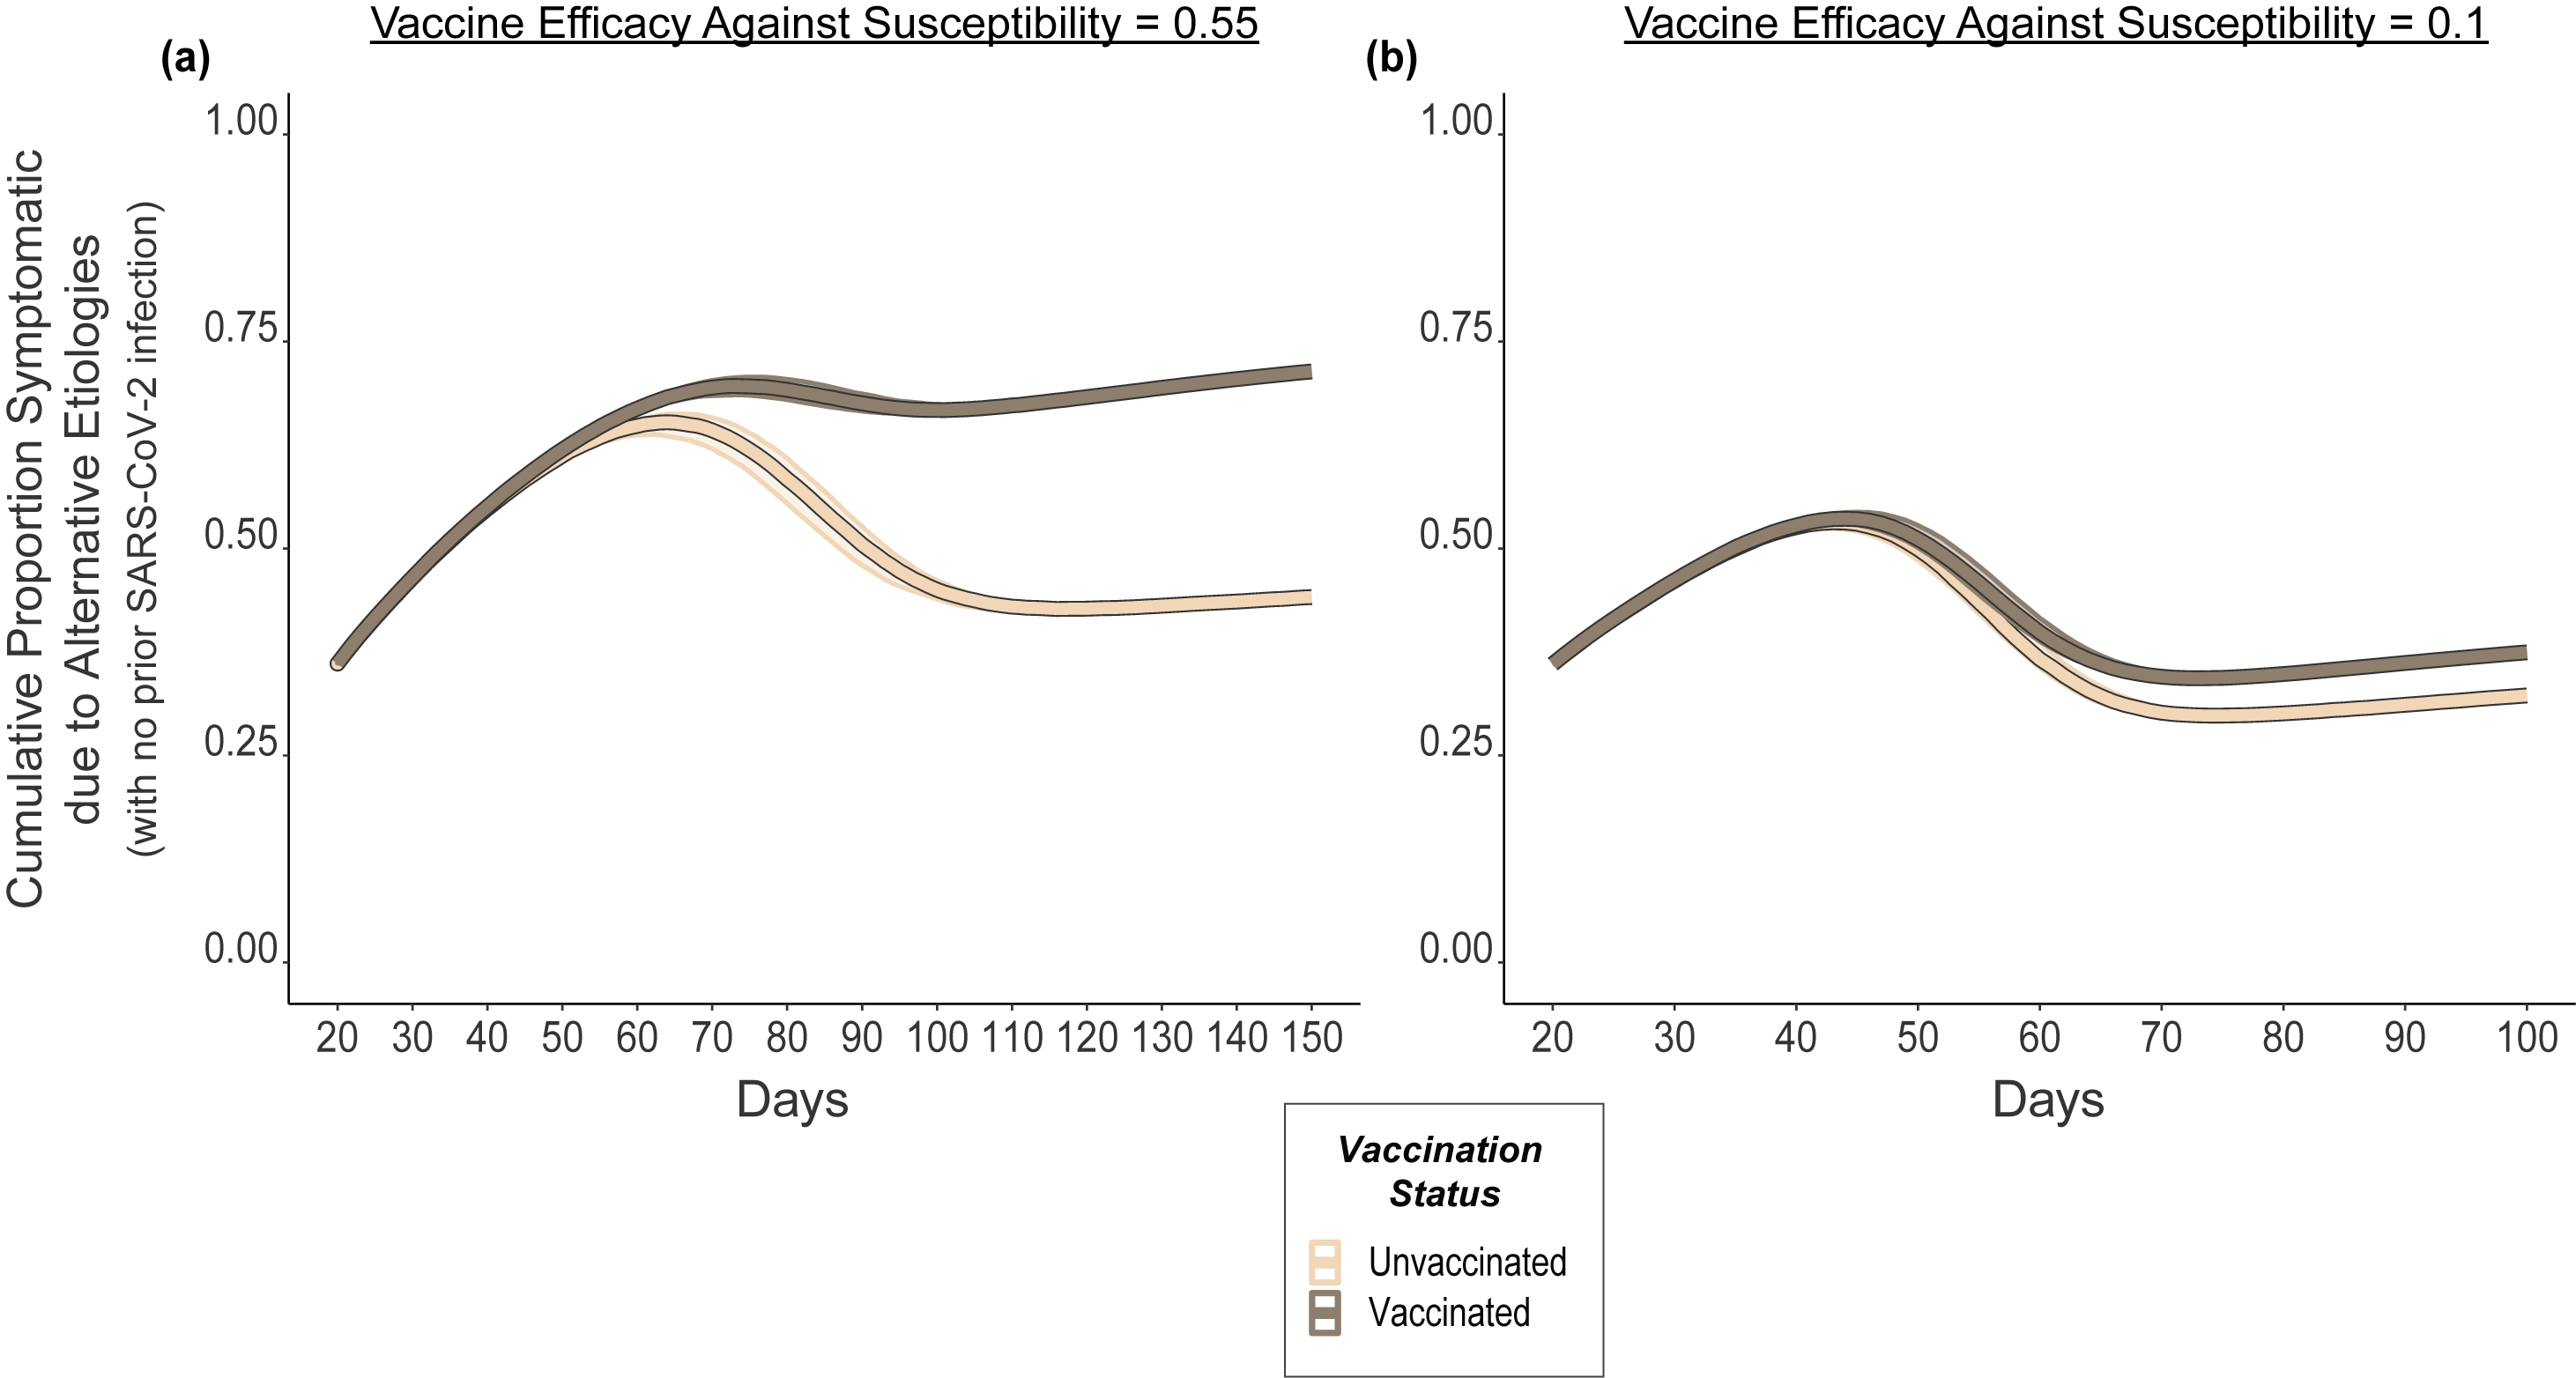 Vaccine Efficacy Against Susceptibility = 0.55
(a)
Cumulative Proportion Symptomatic
due to Alternative Etiologies
(with no prior SARS-CoV-2 infection)
1.00
0.75
0.50
0.25
0.00
20 30 40 50 60 70 80 90 100 110 120 130 140 150
Days
Vaccine Efficacy Against Susceptibility = 0.1
(b)
1.00
0.75
0.50
0.25
0.00
20 30 40 50 60 70 80 90 100
Days
Vaccination
Status
Unvaccinated
Vaccinated